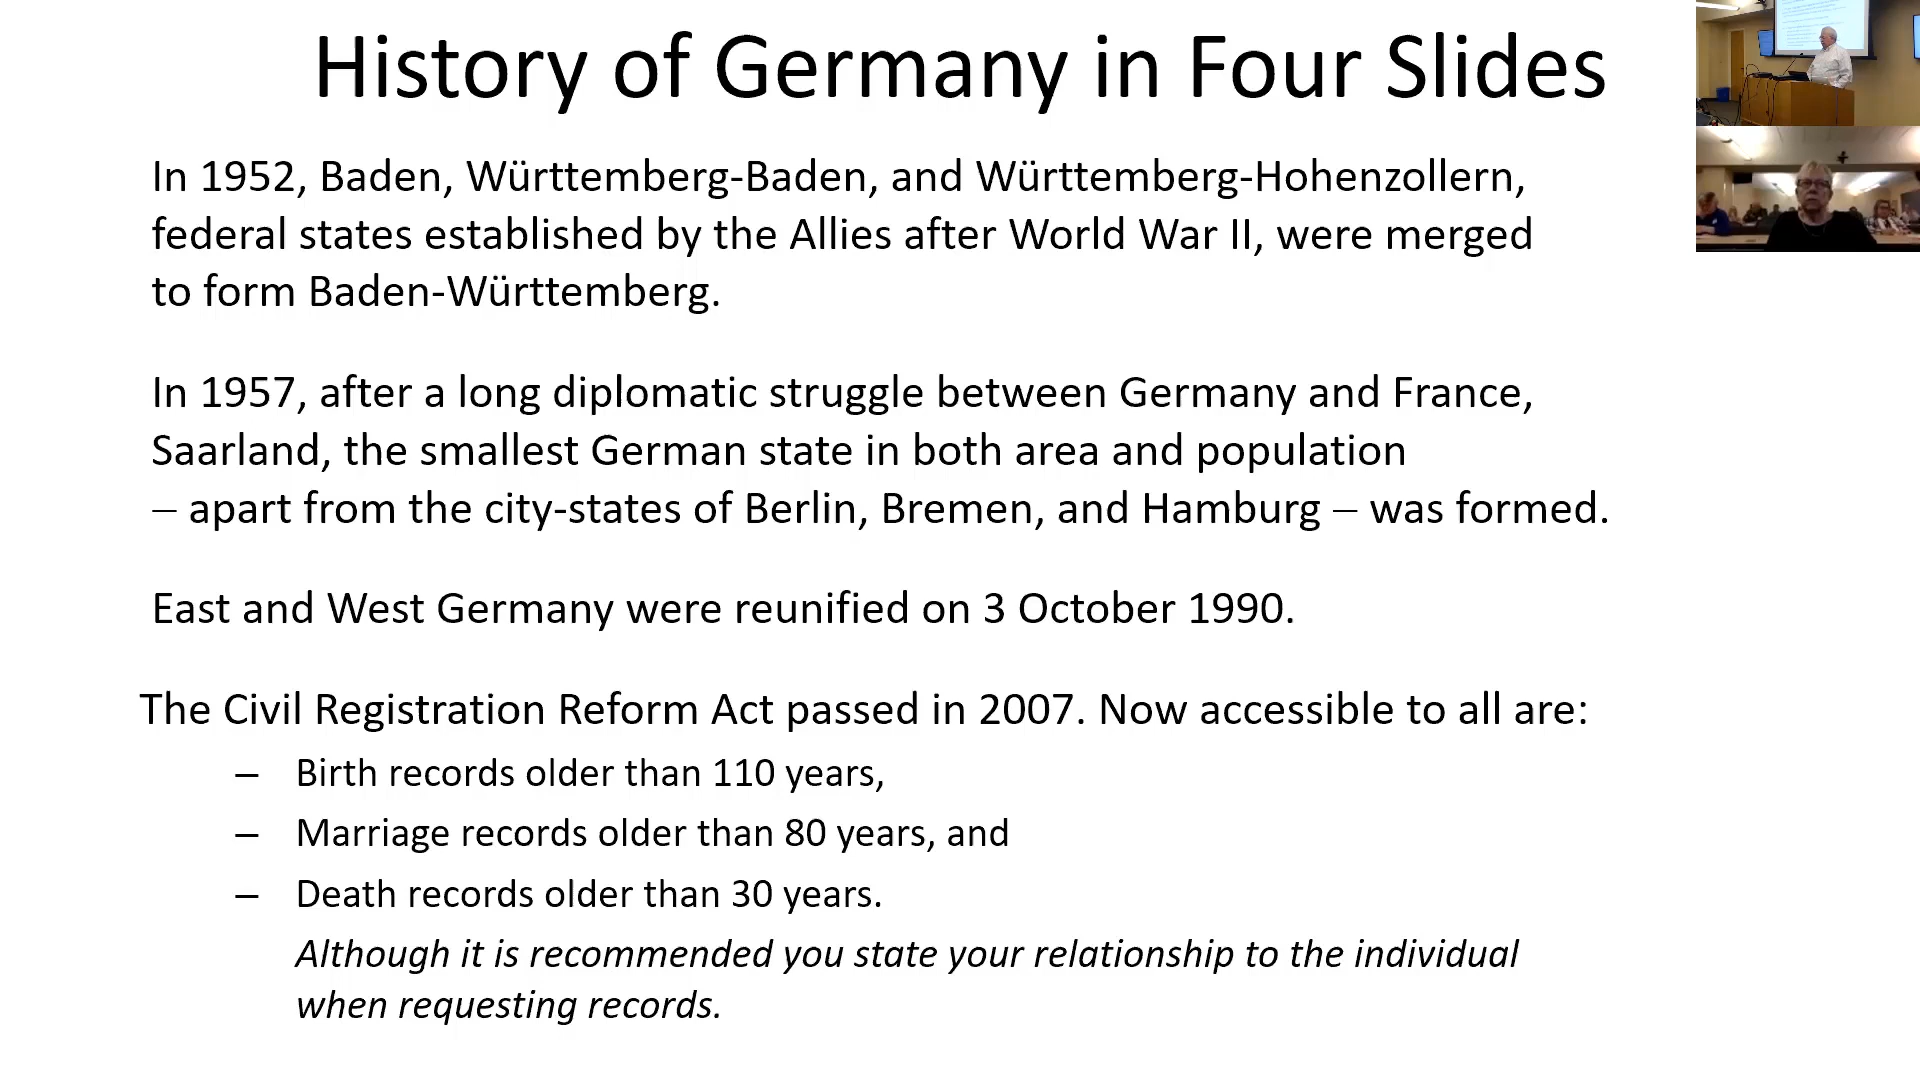 History of Germany in Four Slides
In 1952, Baden, Württemberg-Baden, and Württemberg-Hohenzollern,
federal states established by the Allies after World War II, were merged
to form Baden-Württemberg.
In 1957, after a long diplomatic struggle between Germany and France,
Saarland, the smallest German state in both area and population
– apart from the city-states of Berlin, Bremen, and Hamburg – was formed.
East and West Germany were reunified on 3 October 1990.
The Civil Registration Reform Act passed in 2007. Now accessible to all are:
– Birth records older than 110 years,
– Marriage records older than 80 years, and
– Death records older than 30 years.
Although it is recommended you state your relationship to the individual
when requesting records.